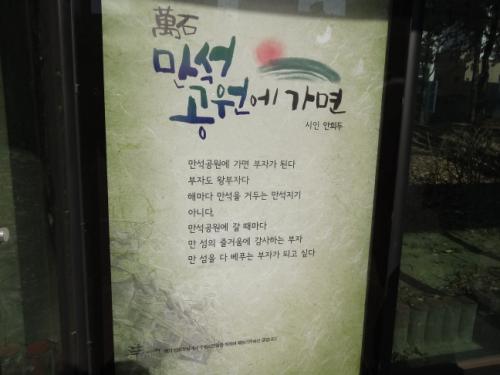 萬石
만석
공원에 가면
시인 안희두
만석공원에 가면 부자가 된다
부자도 왕부자다
해마다 만석을 거두는 만석지기
아니다.
만석공원에 갈 때마다
만 섬의 즐거움에 감사하는 부자
만 섬을 다 베푸는 부자가 되고 싶다